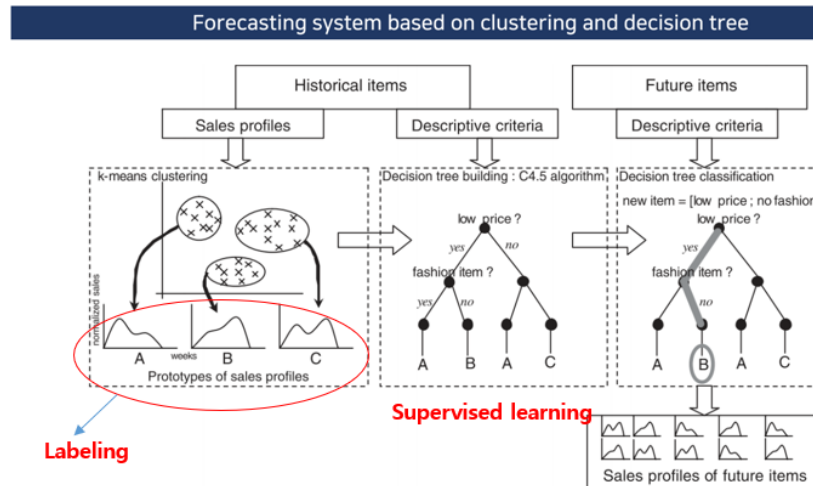 Forecasting system based on clustering and decision tree
Historical items
Future items
Sales profiles
Descriptive criteria
Descriptive criteria
k-means clustering
normalized sales
A
weeks
B
C
Prototypes of sales profiles
Labeling
Decision tree building : C4.5 algorithm
low price ?
yes
no
fashion item ?
yes
no
A
B
A
C
Supervised learning
Decision tree classification
new item = [low price ; no fashion
low price ?
yes
fashion item ?
no
A
B
A
C
Sales profiles of future items